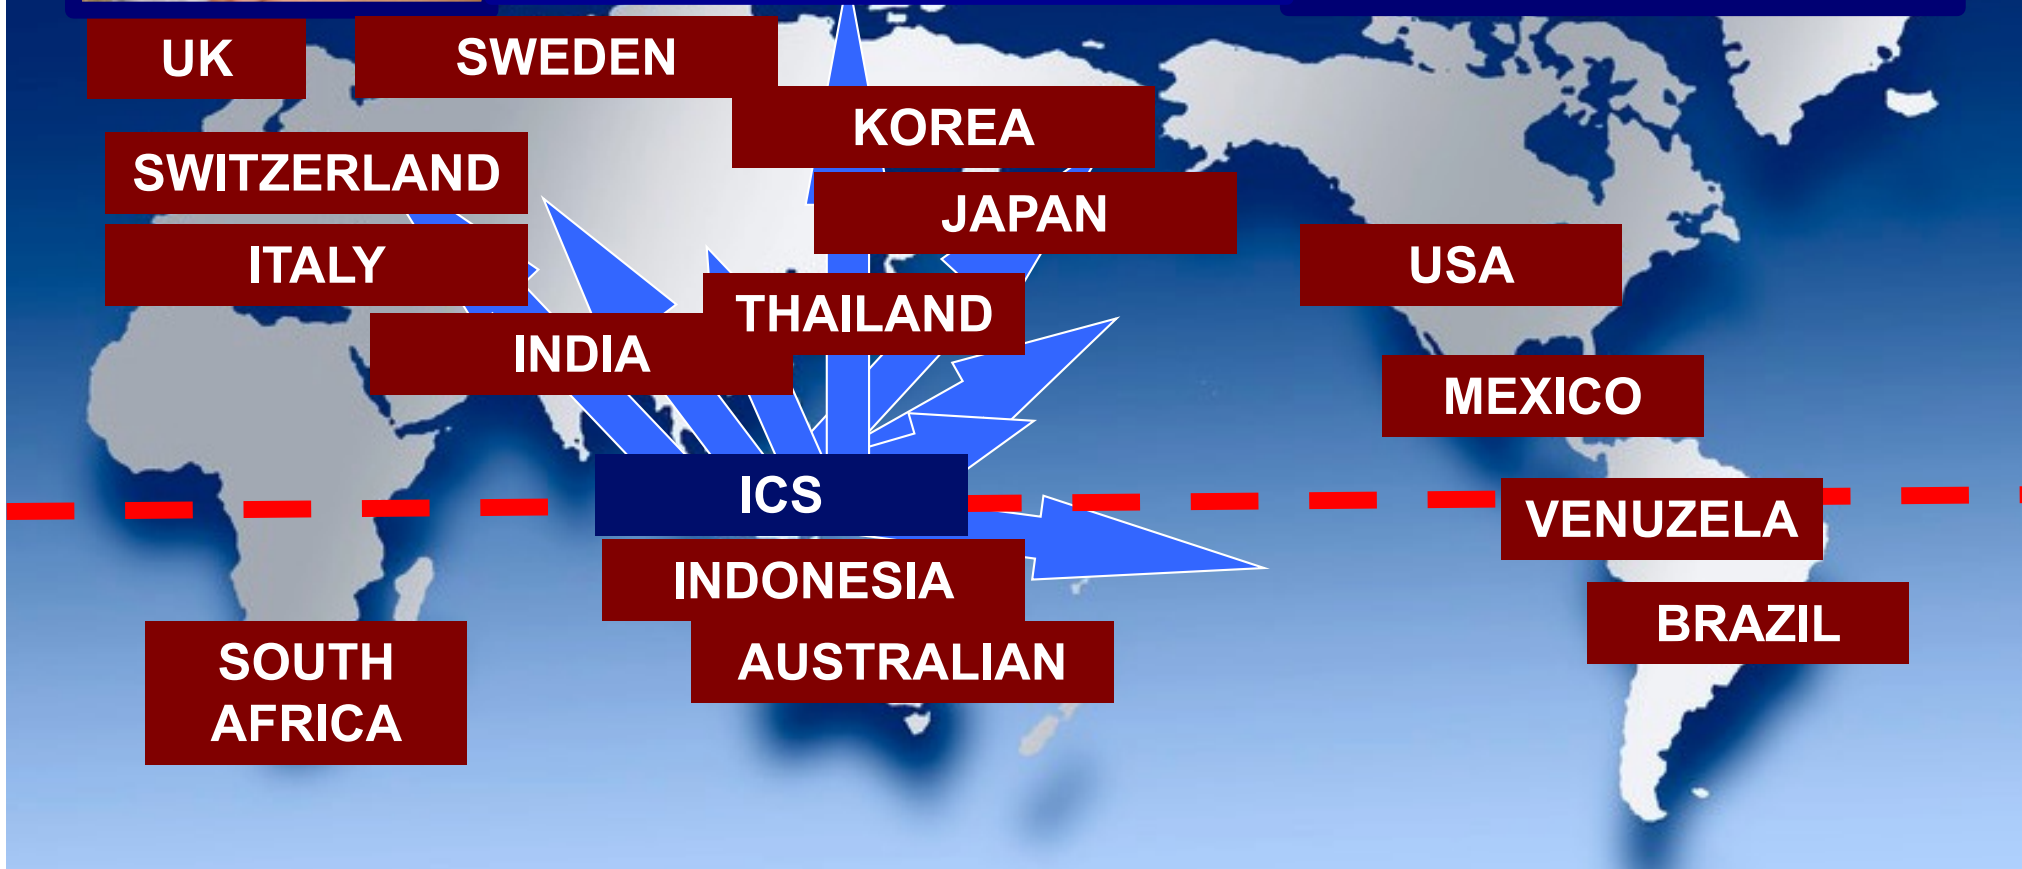 UK
SWEDEN
KOREA
SWITZERLAND
JAPAN
ITALY
USA
THAILAND
INDIA
MEXICO
ICS
VENUZELA
INDONESIA
BRAZIL
SOUTH
AFRICA
AUSTRALIAN